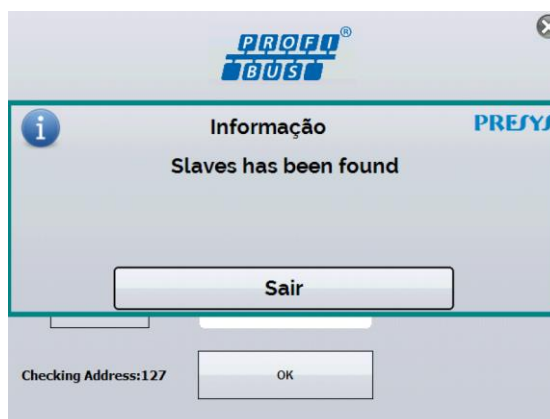 PROFI®
BUS
i
Informação
PRESYS
Slaves has been found
Sair
Checking Address:127
OK